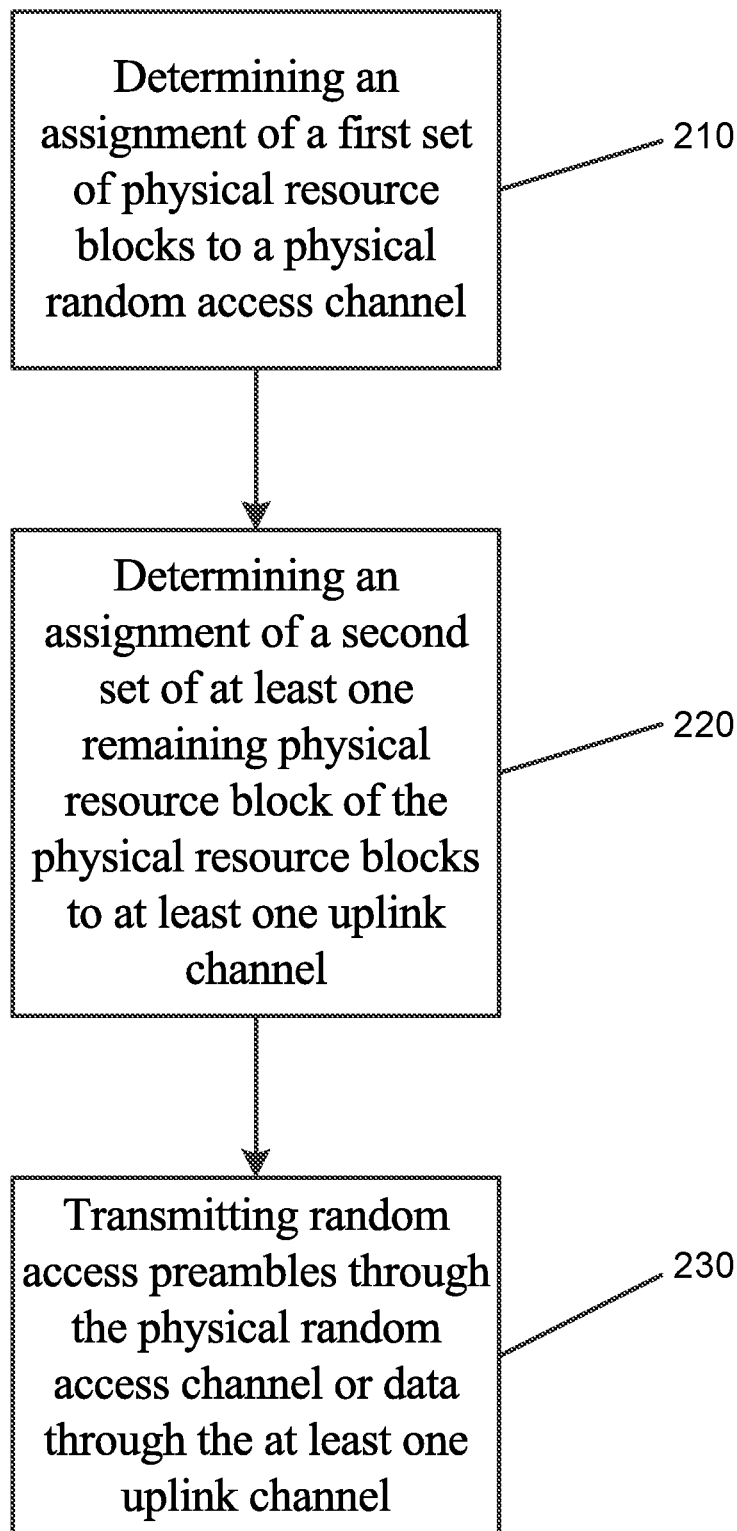 Determining an
assignment of a first set
of physical resource
blocks to a physical
random access channel
210
Determining an
assignment of a second
set of at least one
remaining physical
resource block of the
physical resource blocks
to at least one uplink
channel
220
Transmitting random
access preambles through
the physical random
access channel or data
through the at least one
uplink channel
230